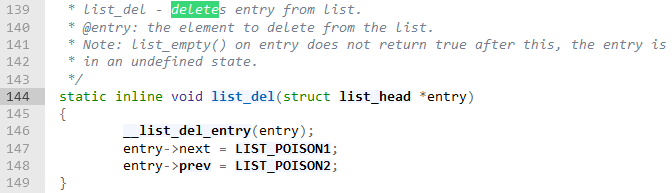 139 * list_del - deletes entry from list.
140 * @entry: the element to delete from the list.
141 * Note: list_empty() on entry does not return true after this, the entry is
142 * in an undefined state.
143 */
144 static inline void list_del(struct list_head *entry)
145 {
146 __list_del_entry(entry);
147 entry->next = LIST_POISON1;
148 entry->prev = LIST_POISON2;
149 }